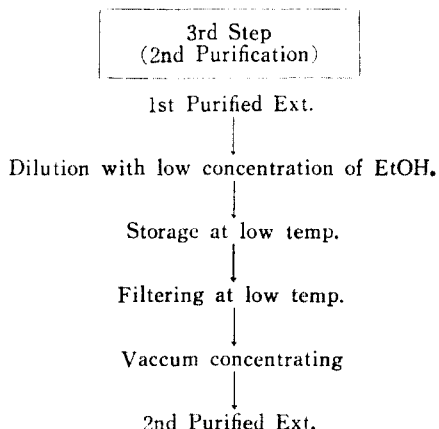 3rd Step
(2nd Purification)
1st Purified Ext.
Dilution with low concentration of EtOH.
Storage at low temp.
Filtering at low temp.
Vaccum concentrating
2nd Purified Ext.